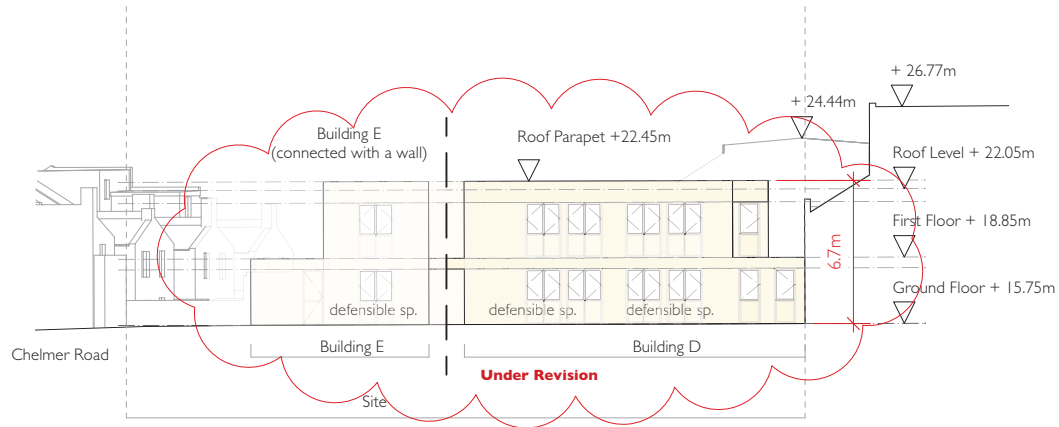 + 26.77m
+ 24.44m
Building E
(connected with a wall)
Roof Parapet +22.45m
Roof Level + 22.05m
First Floor + 18.85m
6.7m
Ground Floor + 15.75m
defensible sp.
defensible sp.
defensible sp.
Chelmer Road
Building E
Building D
Under Revision
Site